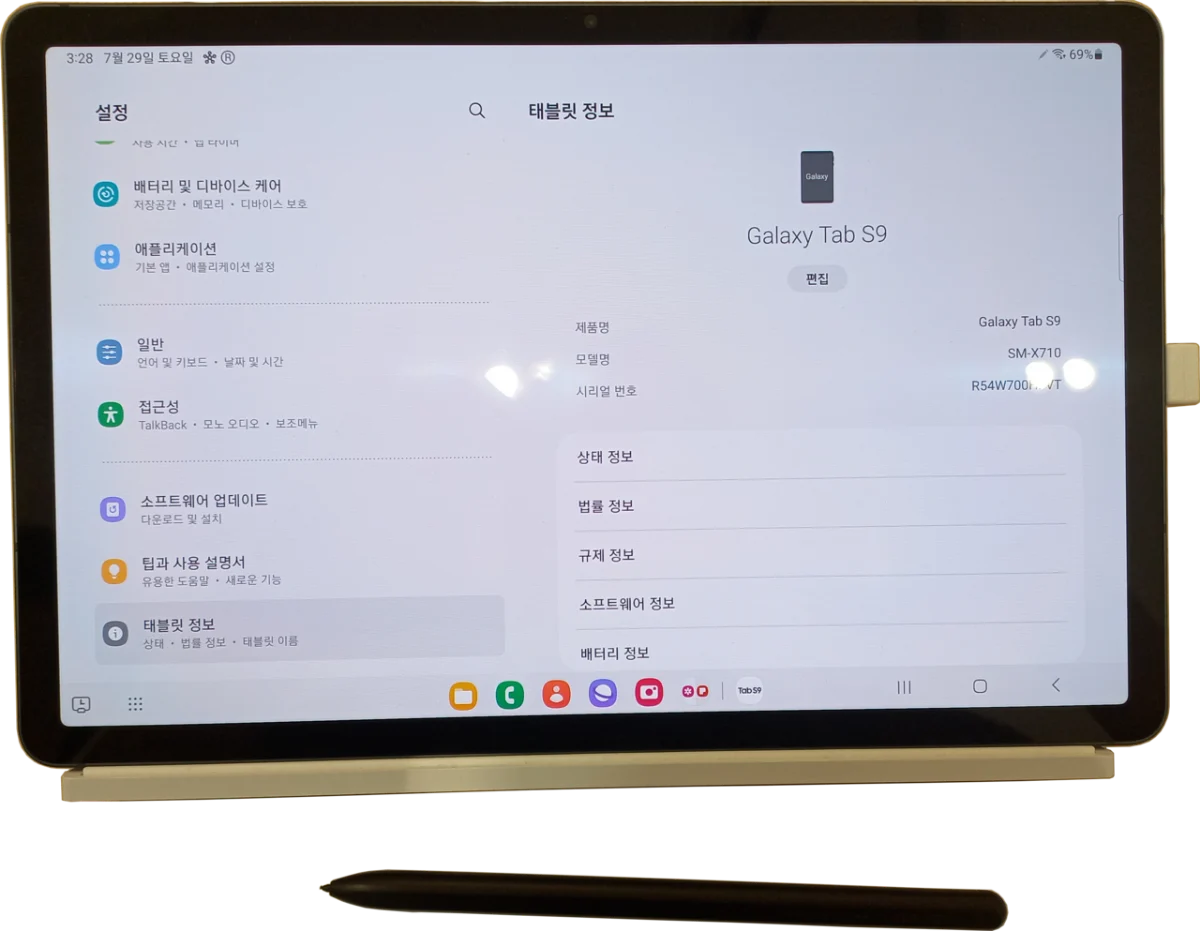 3:28 7월 29일 토요일 Ⓡ
69%
설정
사용 시간 • 앱 타이머
배터리 및 디바이스 케어
저장공간 • 메모리 • 디바이스 보호
애플리케이션
기본 앱 • 애플리케이션 설정
일반
언어 및 키보드 • 날짜 및 시간
접근성
TalkBack • 모노 오디오 • 보조메뉴
소프트웨어 업데이트
다운로드 및 설치
팁과 사용 설명서
유용한 도움말 • 새로운 기능
태블릿 정보
상태 • 법률 정보 • 태블릿 이름
태블릿 정보
Galaxy
Galaxy Tab S9
편집
제품명 Galaxy Tab S9
모델명 SM-X710
시리얼 번호
상태 정보
법률 정보
규제 정보
소프트웨어 정보
배터리 정보
Tab S9